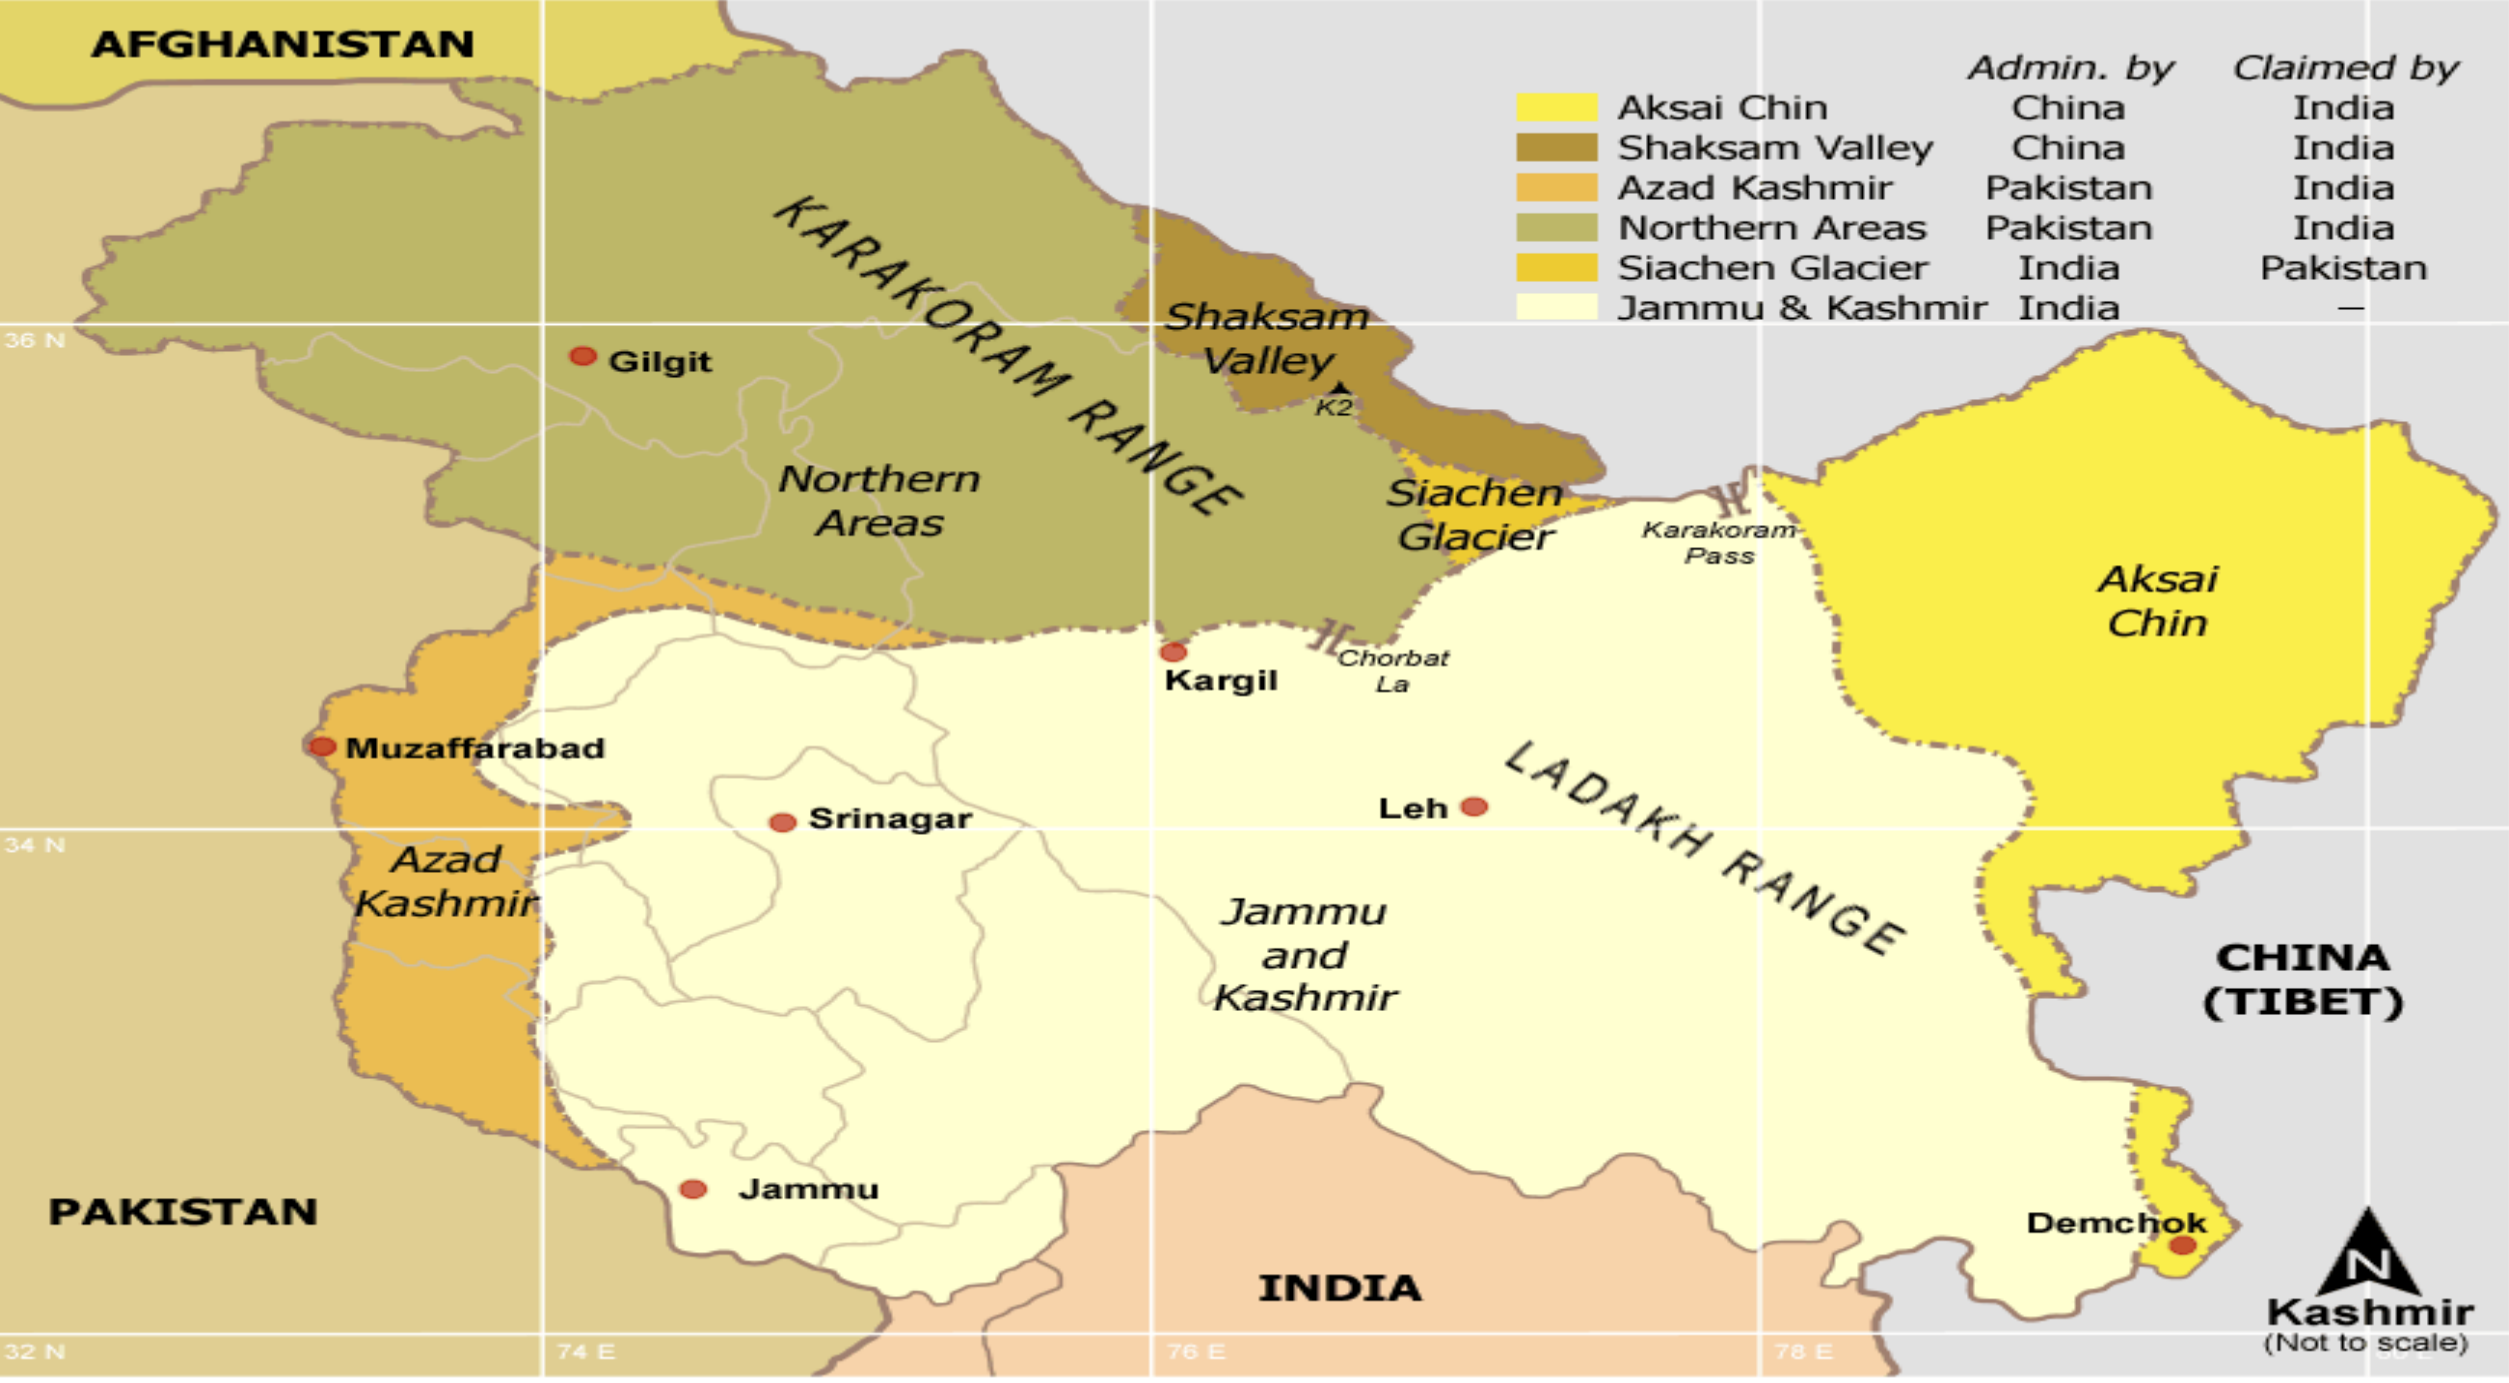 AFGHANISTAN
Admin. by Claimed by
Aksai Chin China India
Shaksam Valley China India
Azad Kashmir Pakistan India
Northern Areas Pakistan India
Siachen Glacier India Pakistan
Jammu & Kashmir India –
KARAKORAM RANGE
Shaksam
Valley
36 N
Gilgit
K2
Northern
Areas
Siachen
Glacier
Karakoram
Pass
Aksai
Chin
Chorbat
La
Kargil
Muzaffarabad
LADAKH RANGE
Leh
Srinagar
34 N
Azad
Kashmir
Jammu
and
Kashmir
CHINA
(TIBET)
Jammu
PAKISTAN
Demchok
N
INDIA
Kashmir
(Not to scale)
32 N
74 E
76 E
78 E